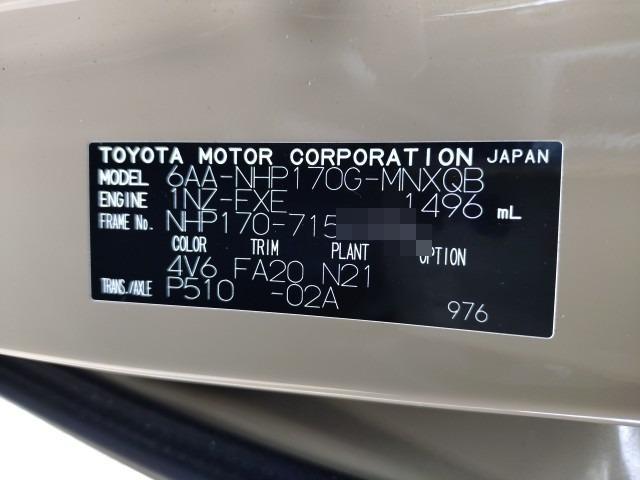 TOYOTA MOTOR CORPORATION JAPAN
MODEL 6AA-NHP170G-MNXQB
ENGINE 1NZ-FXE 1496 mL
FRAME No. NHP170-715
COLOR TRIM PLANT OPTION
4V6 FA20 N21
TRANS./AXLE P510 -02A
976